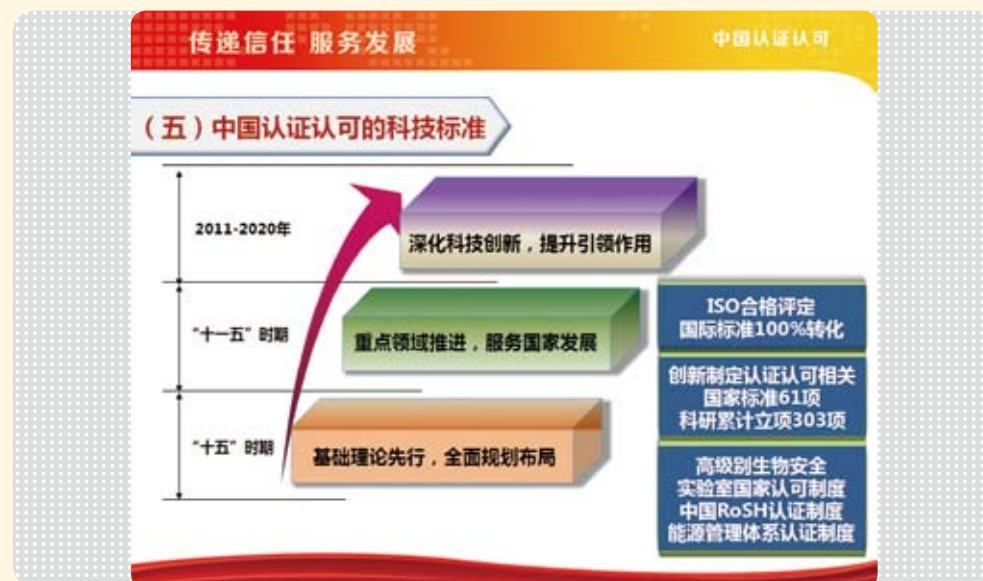 传递信任 服务发展
中国认证认可
（五）中国认证认可的科技标准
2011-2020年
深化科技创新，提升引领作用
“十一五”时期
重点领域推进，服务国家发展
“十五”时期
基础理论先行，全面规划布局
ISO合格评定
国际标准100%转化
创新制定认证认可相关
国家标准61项
科研累计立项303项
高级别生物安全
实验室国家认可制度
中国RoSH认证制度
能源管理体系认证制度